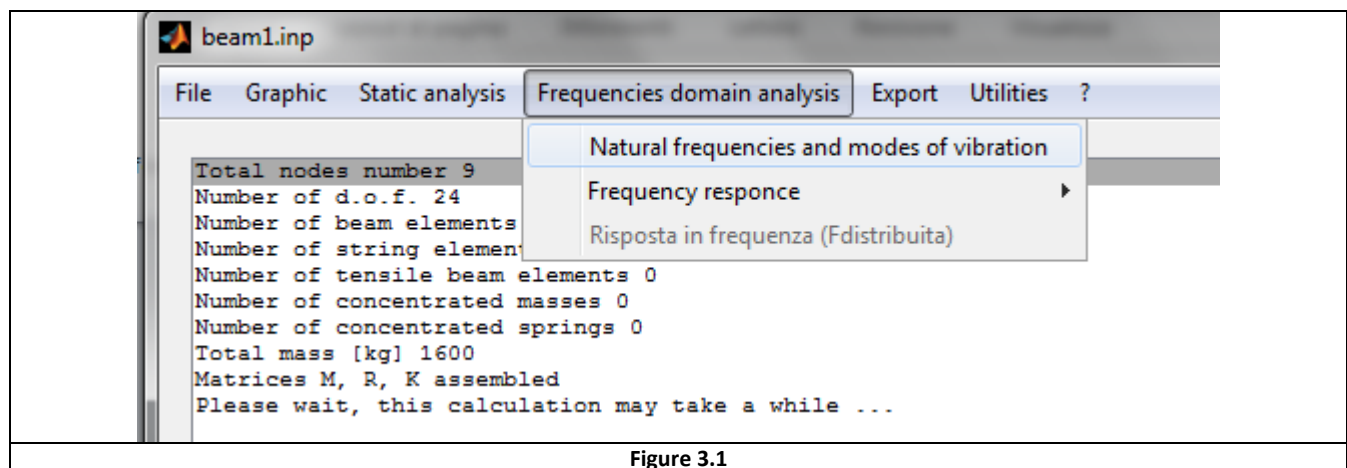 beam1.inp
File Graphic Static analysis Frequencies domain analysis Export Utilities ?
Natural frequencies and modes of vibration
Frequency responce
Risposta in frequenza (Fdistribuita)
Total nodes number 9
Number of d.o.f. 24
Number of beam elements
Number of string
Number of tensile beam elements 0
Number of concentrated masses 0
Number of concentrated springs 0
Total mass [kg] 1600
Matrices M, R, K assembled
Please wait, this calculation may take a while ...
Figure 3.1